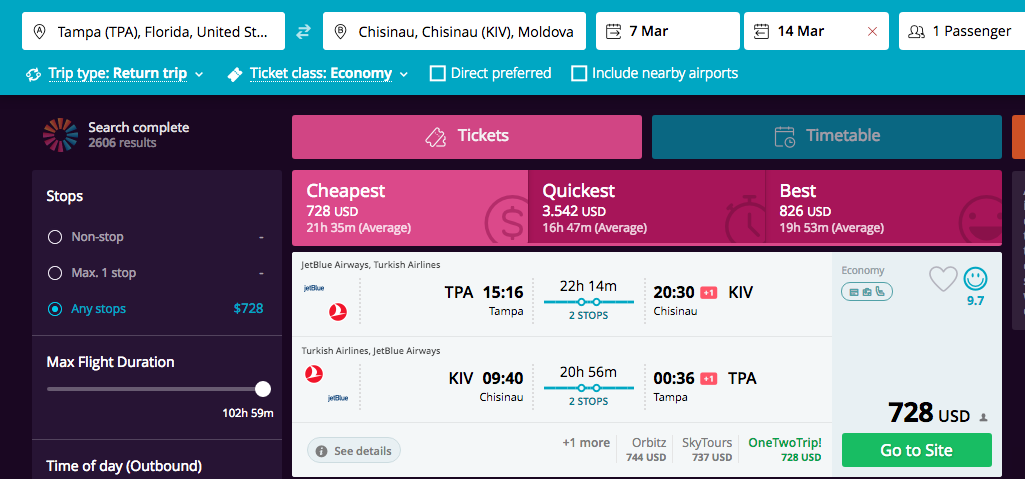 Tampa (TPA), Florida, United St...
Chisinau, Chisinau (KIV), Moldova
7 Mar
14 Mar
1 Passenger
Trip type: Return trip
Ticket class: Economy
Direct preferred
Include nearby airports
Search complete
2606 results
Tickets
Timetable
Stops
Non-stop -
Max. 1 stop -
Any stops $728
Max Flight Duration
102h 59m
Time of day (Outbound)
Cheapest
728 USD
21h 35m (Average)
Quickest
3.542 USD
16h 47m (Average)
Best
826 USD
19h 53m (Average)
JetBlue Airways, Turkish Airlines
jetBlue
TPA 15:16
Tampa
22h 14m
2 STOPS
20:30 +1 KIV
Chisinau
Turkish Airlines, JetBlue Airways
jetBlue
KIV 09:40
Chisinau
20h 56m
2 STOPS
00:36 +1 TPA
Tampa
Economy
9.7
728 USD
Go to Site
See details
+1 more
Orbitz
744 USD
SkyTours
737 USD
OneTwoTrip!
728 USD